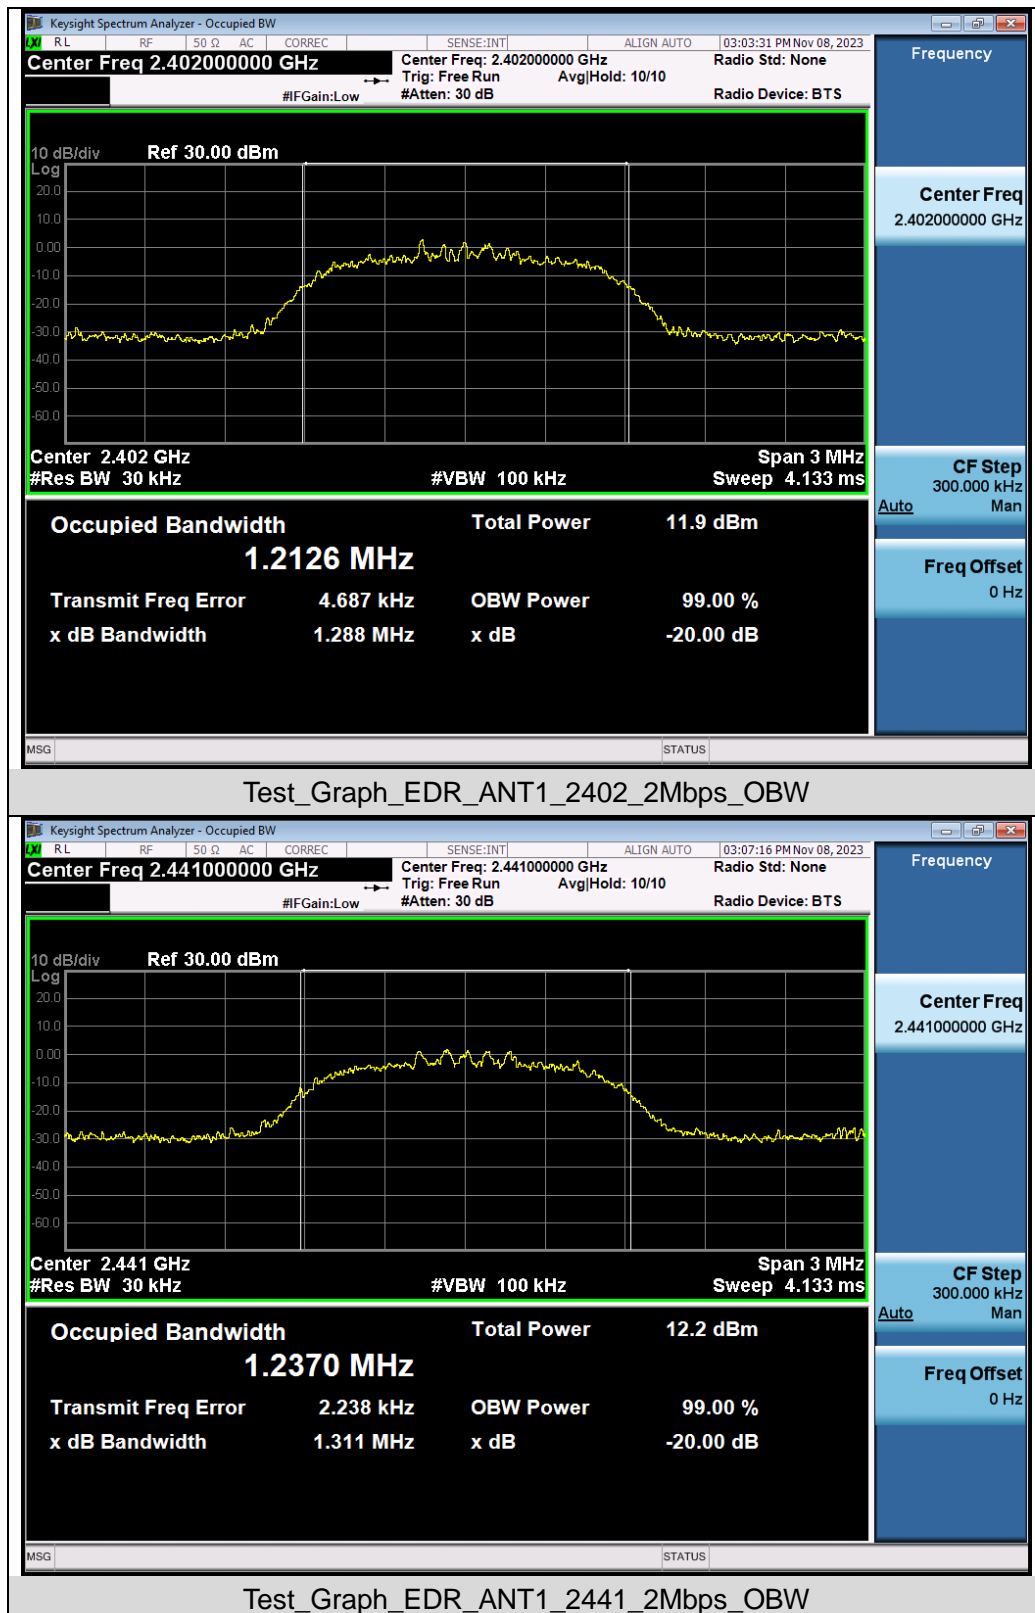 Keysight Spectrum Analyzer - Occupied BW
LXI RL RF 50 Ω AC CORREC SENSE:INT ALIGN AUTO 03:03:31 PM Nov 08, 2023
Center Freq 2.402000000 GHz
Center Freq: 2.402000000 GHz Radio Std: None
Trig: Free Run Avg|Hold: 10/10
#IFGain:Low #Atten: 30 dB Radio Device: BTS
10 dB/div Ref 30.00 dBm
Log
20.0
10.0
0.00
-10.0
-20.0
-30.0
-40.0
-50.0
-60.0
Center 2.402 GHz Span 3 MHz
#Res BW 30 kHz #VBW 100 kHz Sweep 4.133 ms
Occupied Bandwidth Total Power 11.9 dBm
1.2126 MHz
Transmit Freq Error 4.687 kHz OBW Power 99.00 %
x dB Bandwidth 1.288 MHz x dB -20.00 dB
MSG STATUS
Frequency
Center Freq
2.402000000 GHz
CF Step
300.000 kHz
Auto Man
Freq Offset
0 Hz
Test_Graph_EDR_ANT1_2402_2Mbps_OBW
Keysight Spectrum Analyzer - Occupied BW
LXI RL RF 50 Ω AC CORREC SENSE:INT ALIGN AUTO 03:07:16 PM Nov 08, 2023
Center Freq 2.441000000 GHz
Center Freq: 2.441000000 GHz Radio Std: None
Trig: Free Run Avg|Hold: 10/10
#IFGain:Low #Atten: 30 dB Radio Device: BTS
10 dB/div Ref 30.00 dBm
Log
20.0
10.0
0.00
-10.0
-20.0
-30.0
-40.0
-50.0
-60.0
Center 2.441 GHz Span 3 MHz
#Res BW 30 kHz #VBW 100 kHz Sweep 4.133 ms
Occupied Bandwidth Total Power 12.2 dBm
1.2370 MHz
Transmit Freq Error 2.238 kHz OBW Power 99.00 %
x dB Bandwidth 1.311 MHz x dB -20.00 dB
MSG STATUS
Frequency
Center Freq
2.441000000 GHz
CF Step
300.000 kHz
Auto Man
Freq Offset
0 Hz
Test_Graph_EDR_ANT1_2441_2Mbps_OBW